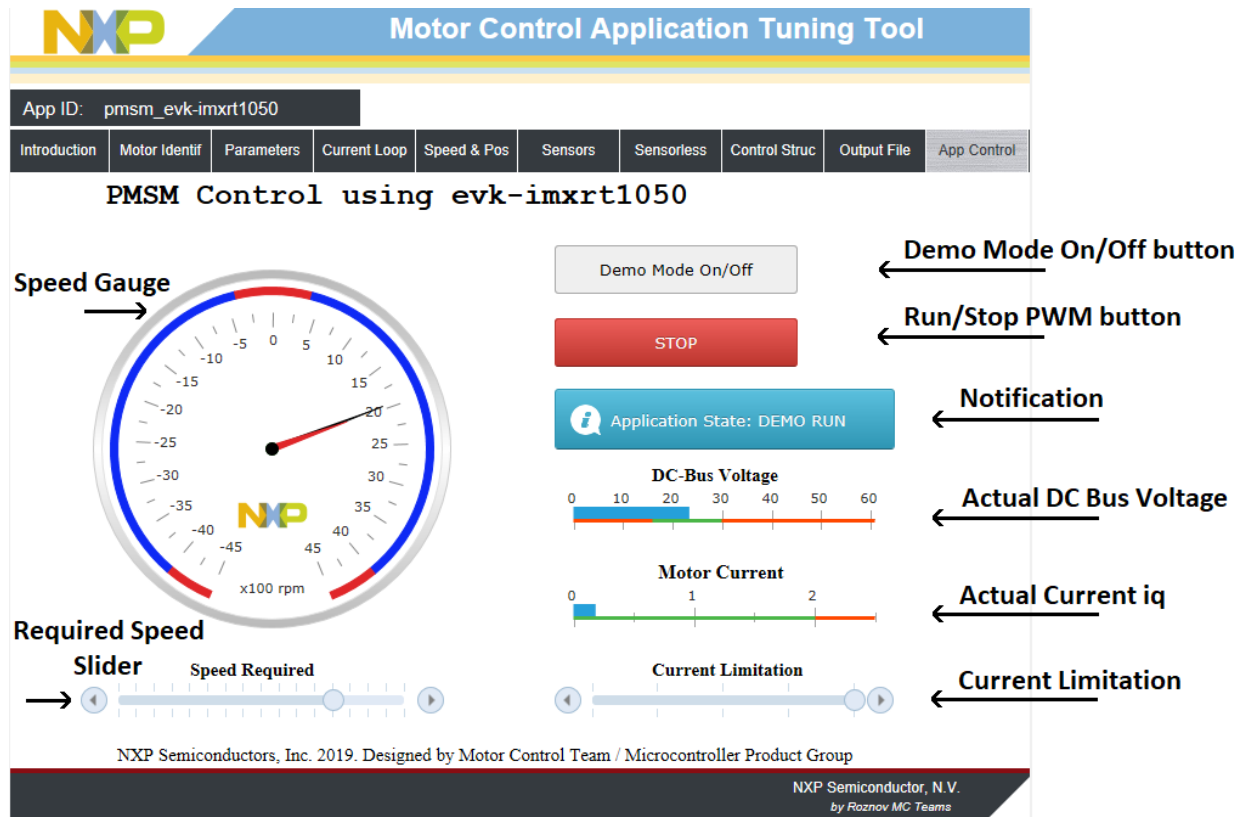 NXP
Motor Control Application Tuning Tool
App ID: pmsm_evk-imxrt1050
Introduction Motor Identif Parameters Current Loop Speed & Pos Sensors Sensorless Control Struc Output File App Control
PMSM Control using evk-imxrt1050
Speed Gauge
-45 -40 -35 -30 -25 -20 -15 -10 -5 0 5 10 15 20 25 30 35 40 45
NXP
x100 rpm
Demo Mode On/Off
Demo Mode On/Off button
STOP
Run/Stop PWM button
Application State: DEMO RUN
Notification
DC-Bus Voltage
0 10 20 30 40 50 60
Actual DC Bus Voltage
Motor Current
0 1 2
Actual Current iq
Required Speed
Slider
Speed Required
Current Limitation
Current Limitation
NXP Semiconductors, Inc. 2019. Designed by Motor Control Team / Microcontroller Product Group
NXP Semiconductor, N.V.
by Roznov MC Teams